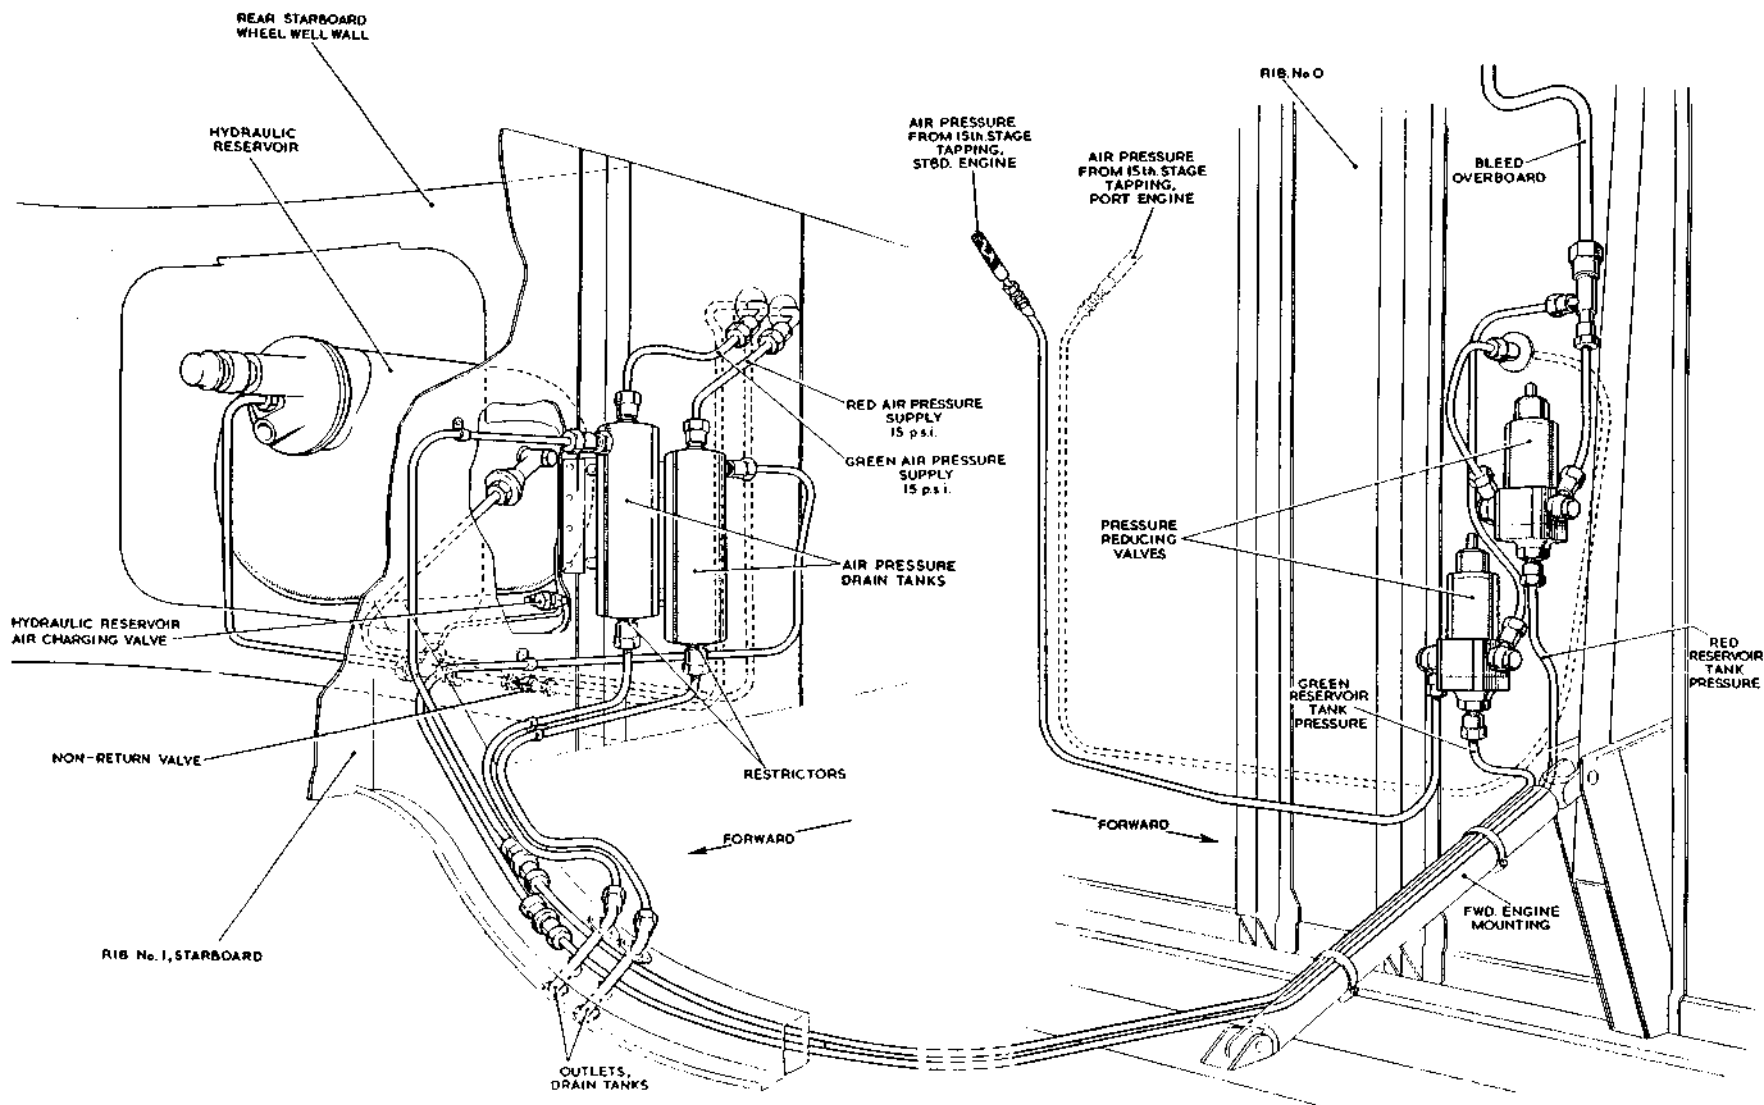 REAR STARBOARD
WHEEL WELL WALL
HYDRAULIC
RESERVOIR
AIR PRESSURE
FROM 15th. STAGE
TAPPING,
STBD. ENGINE
AIR PRESSURE
FROM 15th. STAGE
TAPPING,
PORT ENGINE
RIB. No O
BLEED
OVERBOARD
RED AIR PRESSURE
SUPPLY
15 p.s.i.
GREEN AIR PRESSURE
SUPPLY
15 p.s.i.
PRESSURE
REDUCING
VALVES
AIR PRESSURE
DRAIN TANKS
HYDRAULIC RESERVOIR
AIR CHARGING VALVE
RED
RESERVOIR
TANK
PRESSURE
GREEN
RESERVOIR
TANK
PRESSURE
NON-RETURN VALVE
RESTRICTORS
FORWARD
FORWARD
FWD. ENGINE
MOUNTING
RIB No. 1, STARBOARD
OUTLETS,
DRAIN TANKS